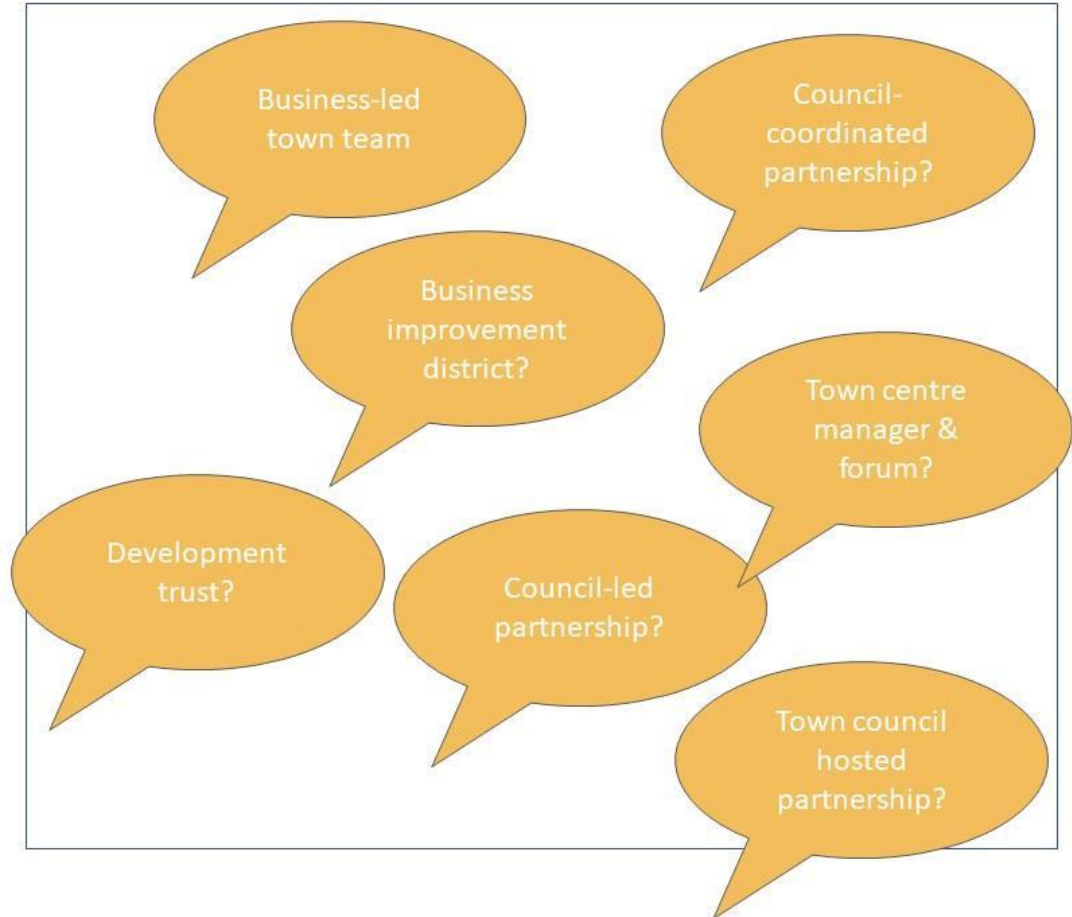 Business-led
town team
Council-
coordinated
partnership?
Business
improvement
district?
Town centre
manager &
forum?
Development
trust?
Council-led
partnership?
Town council
hosted
partnership?